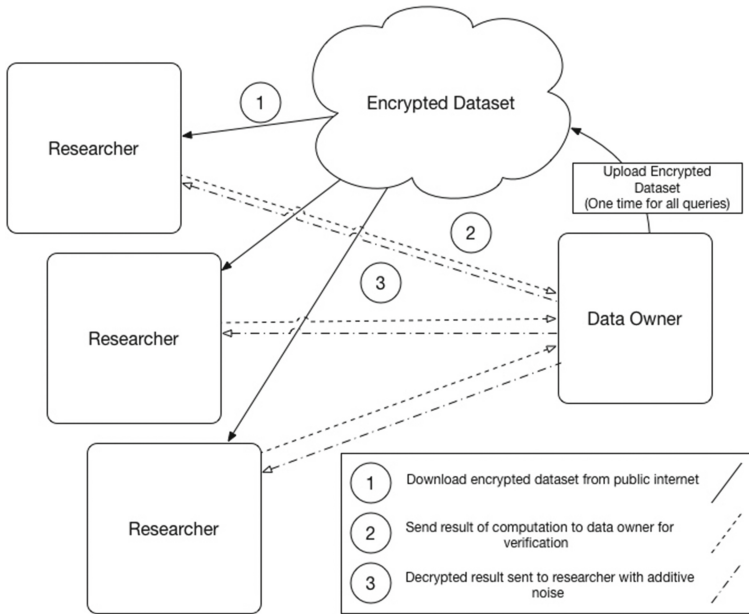 Encrypted Dataset
1
Researcher
Upload Encrypted
Dataset
(One time for all queries)
2
3
Data Owner
Researcher
Researcher
1 Download encrypted dataset from public internet
2 Send result of computation to data owner for
verification
3 Decrypted result sent to researcher with additive
noise